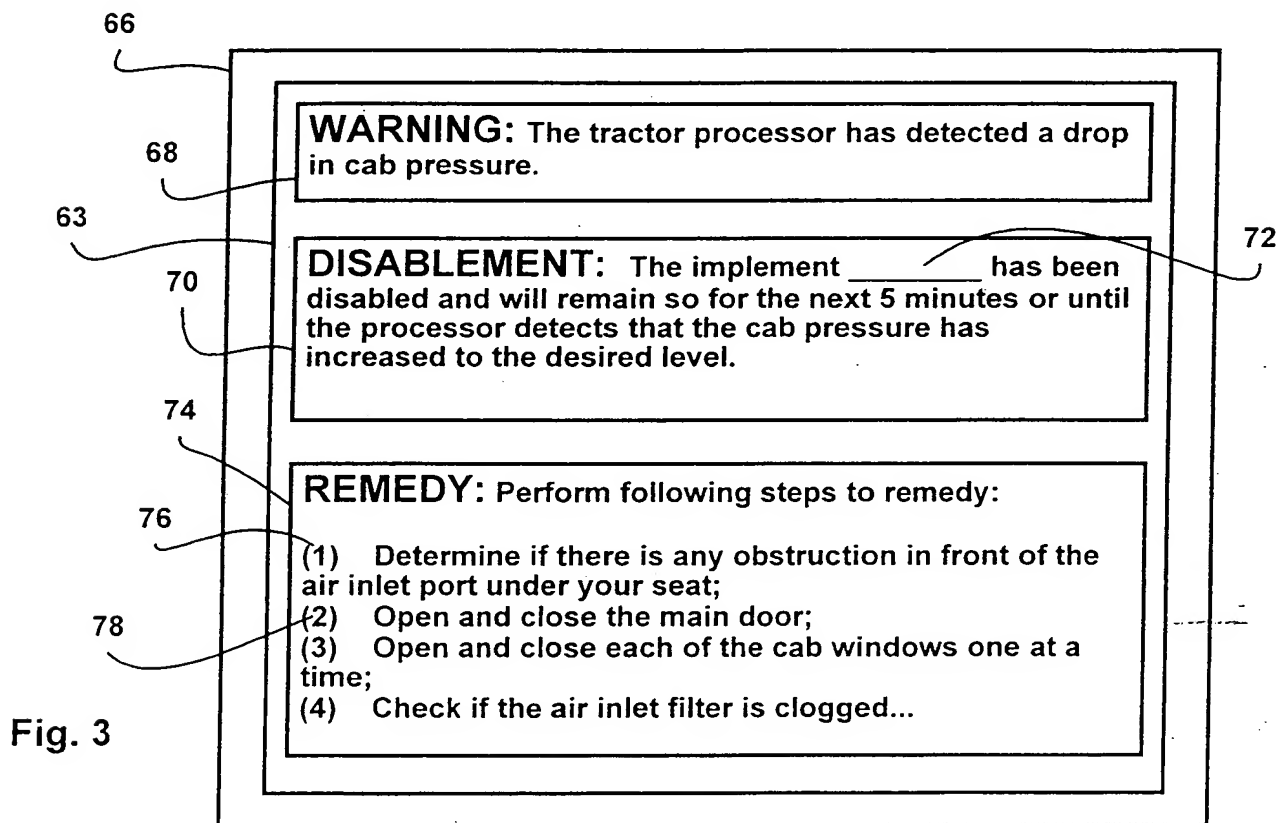 66
WARNING: The tractor processor has detected a drop
in cab pressure.
68
63
DISABLEMENT: The implement ________ has been
disabled and will remain so for the next 5 minutes or until
the processor detects that the cab pressure has
increased to the desired level.
72
70
74
REMEDY: Perform following steps to remedy:
76
(1) Determine if there is any obstruction in front of the
air inlet port under your seat;
(2) Open and close the main door;
78
(3) Open and close each of the cab windows one at a
time;
(4) Check if the air inlet filter is clogged...
Fig. 3